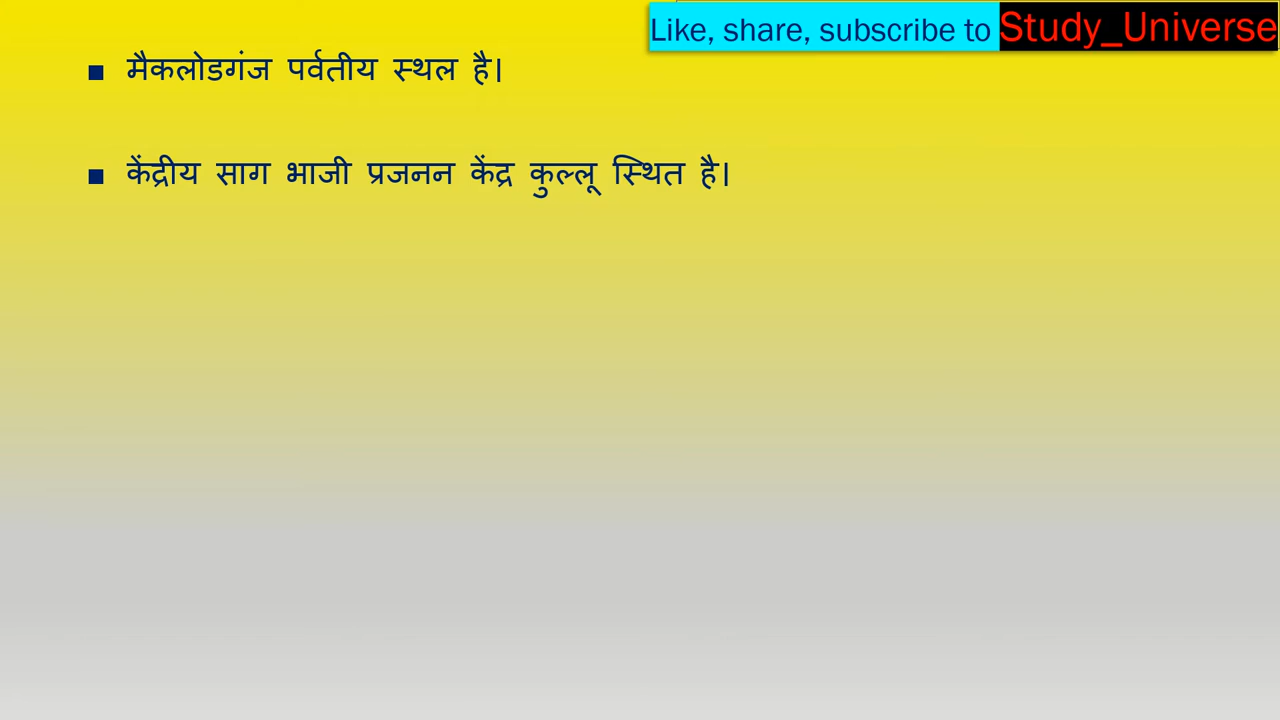 Like, share, subscribe to Study_Universe
▪ मैकलोडगंज पर्वतीय स्थल है।
▪ केंद्रीय साग भाजी प्रजनन केंद्र कुल्लू स्थित है।